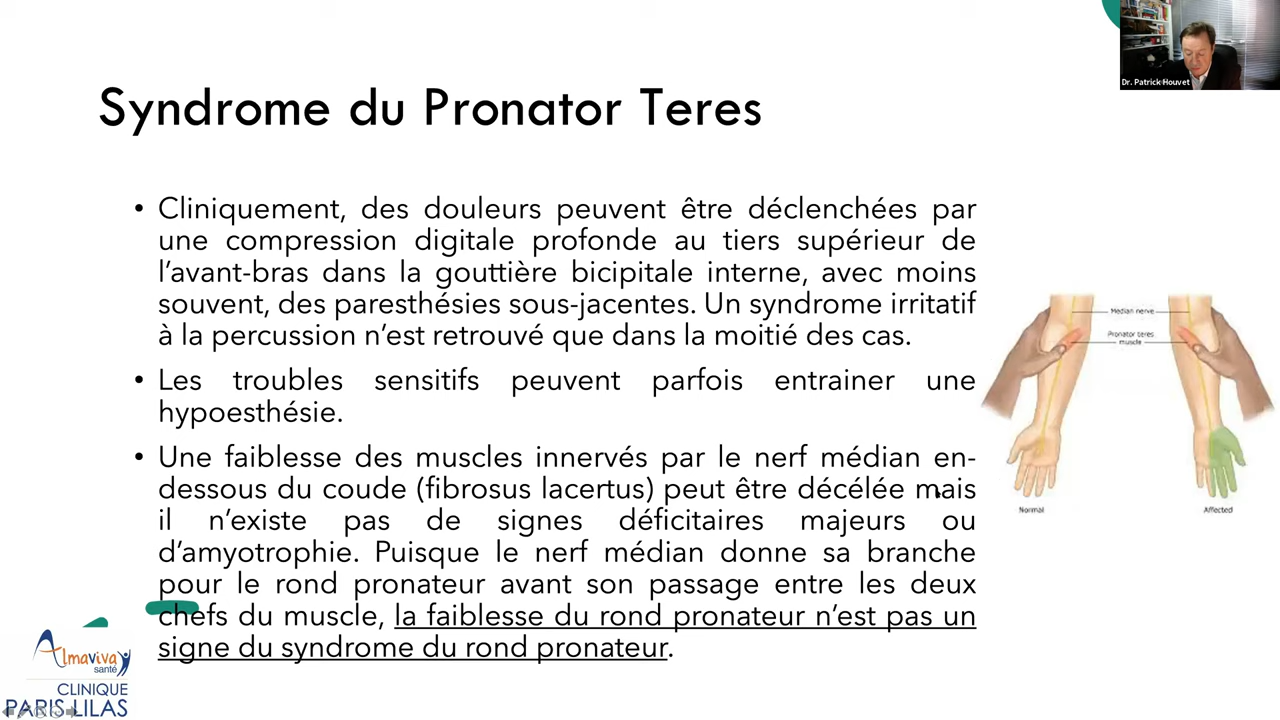 Dr. Patrick Houvet
Syndrome du Pronator Teres
• Cliniquement, des douleurs peuvent être déclenchées par
une compression digitale profonde au tiers supérieur de
l'avant-bras dans la gouttière bicipitale interne, avec moins
souvent, des paresthésies sous-jacentes. Un syndrome irritatif
à la percussion n'est retrouvé que dans la moitié des cas.
• Les troubles sensitifs peuvent parfois entrainer une
hypoesthésie.
• Une faiblesse des muscles innervés par le nerf médian en-
dessous du coude (fibrosus lacertus) peut être décélée mais
il n'existe pas de signes déficitaires majeurs ou
d'amyotrophie. Puisque le nerf médian donne sa branche
pour le rond pronateur avant son passage entre les deux
chefs du muscle, la faiblesse du rond pronateur n'est pas un
signe du syndrome du rond pronateur.
Median nerve
Pronator teres
muscle
Normal
Affected
Almaviva
santé
CLINIQUE
PARIS LILAS